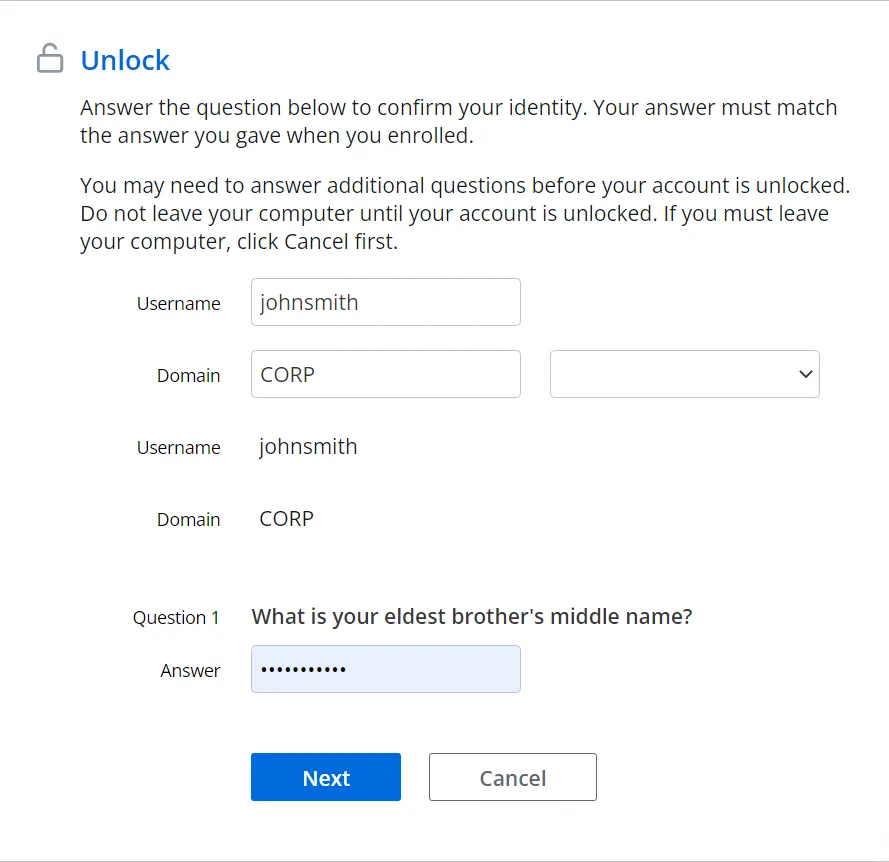 Unlock
Answer the question below to confirm your identity. Your answer must match
the answer you gave when you enrolled.
You may need to answer additional questions before your account is unlocked.
Do not leave your computer until your account is unlocked. If you must leave
your computer, click Cancel first.
Username johnsmith
Domain CORP
Username johnsmith
Domain CORP
Question 1 What is your eldest brother's middle name?
Answer •••••••••••
Next Cancel